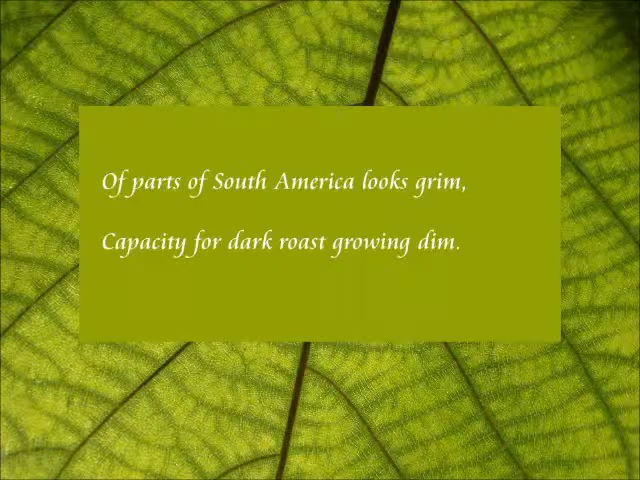 Of parts of South America looks grim,
Capacity for dark roast growing dim.